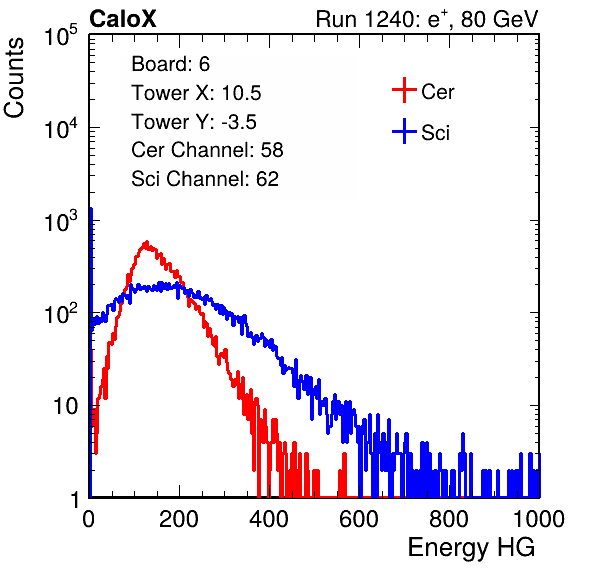 CaloX Run 1240: e⁺, 80 GeV
Counts
10⁵
10⁴
10³
10²
10
1
Board: 6
Tower X: 10.5
Tower Y: -3.5
Cer Channel: 58
Sci Channel: 62
Cer
Sci
0 200 400 600 800 1000
Energy HG